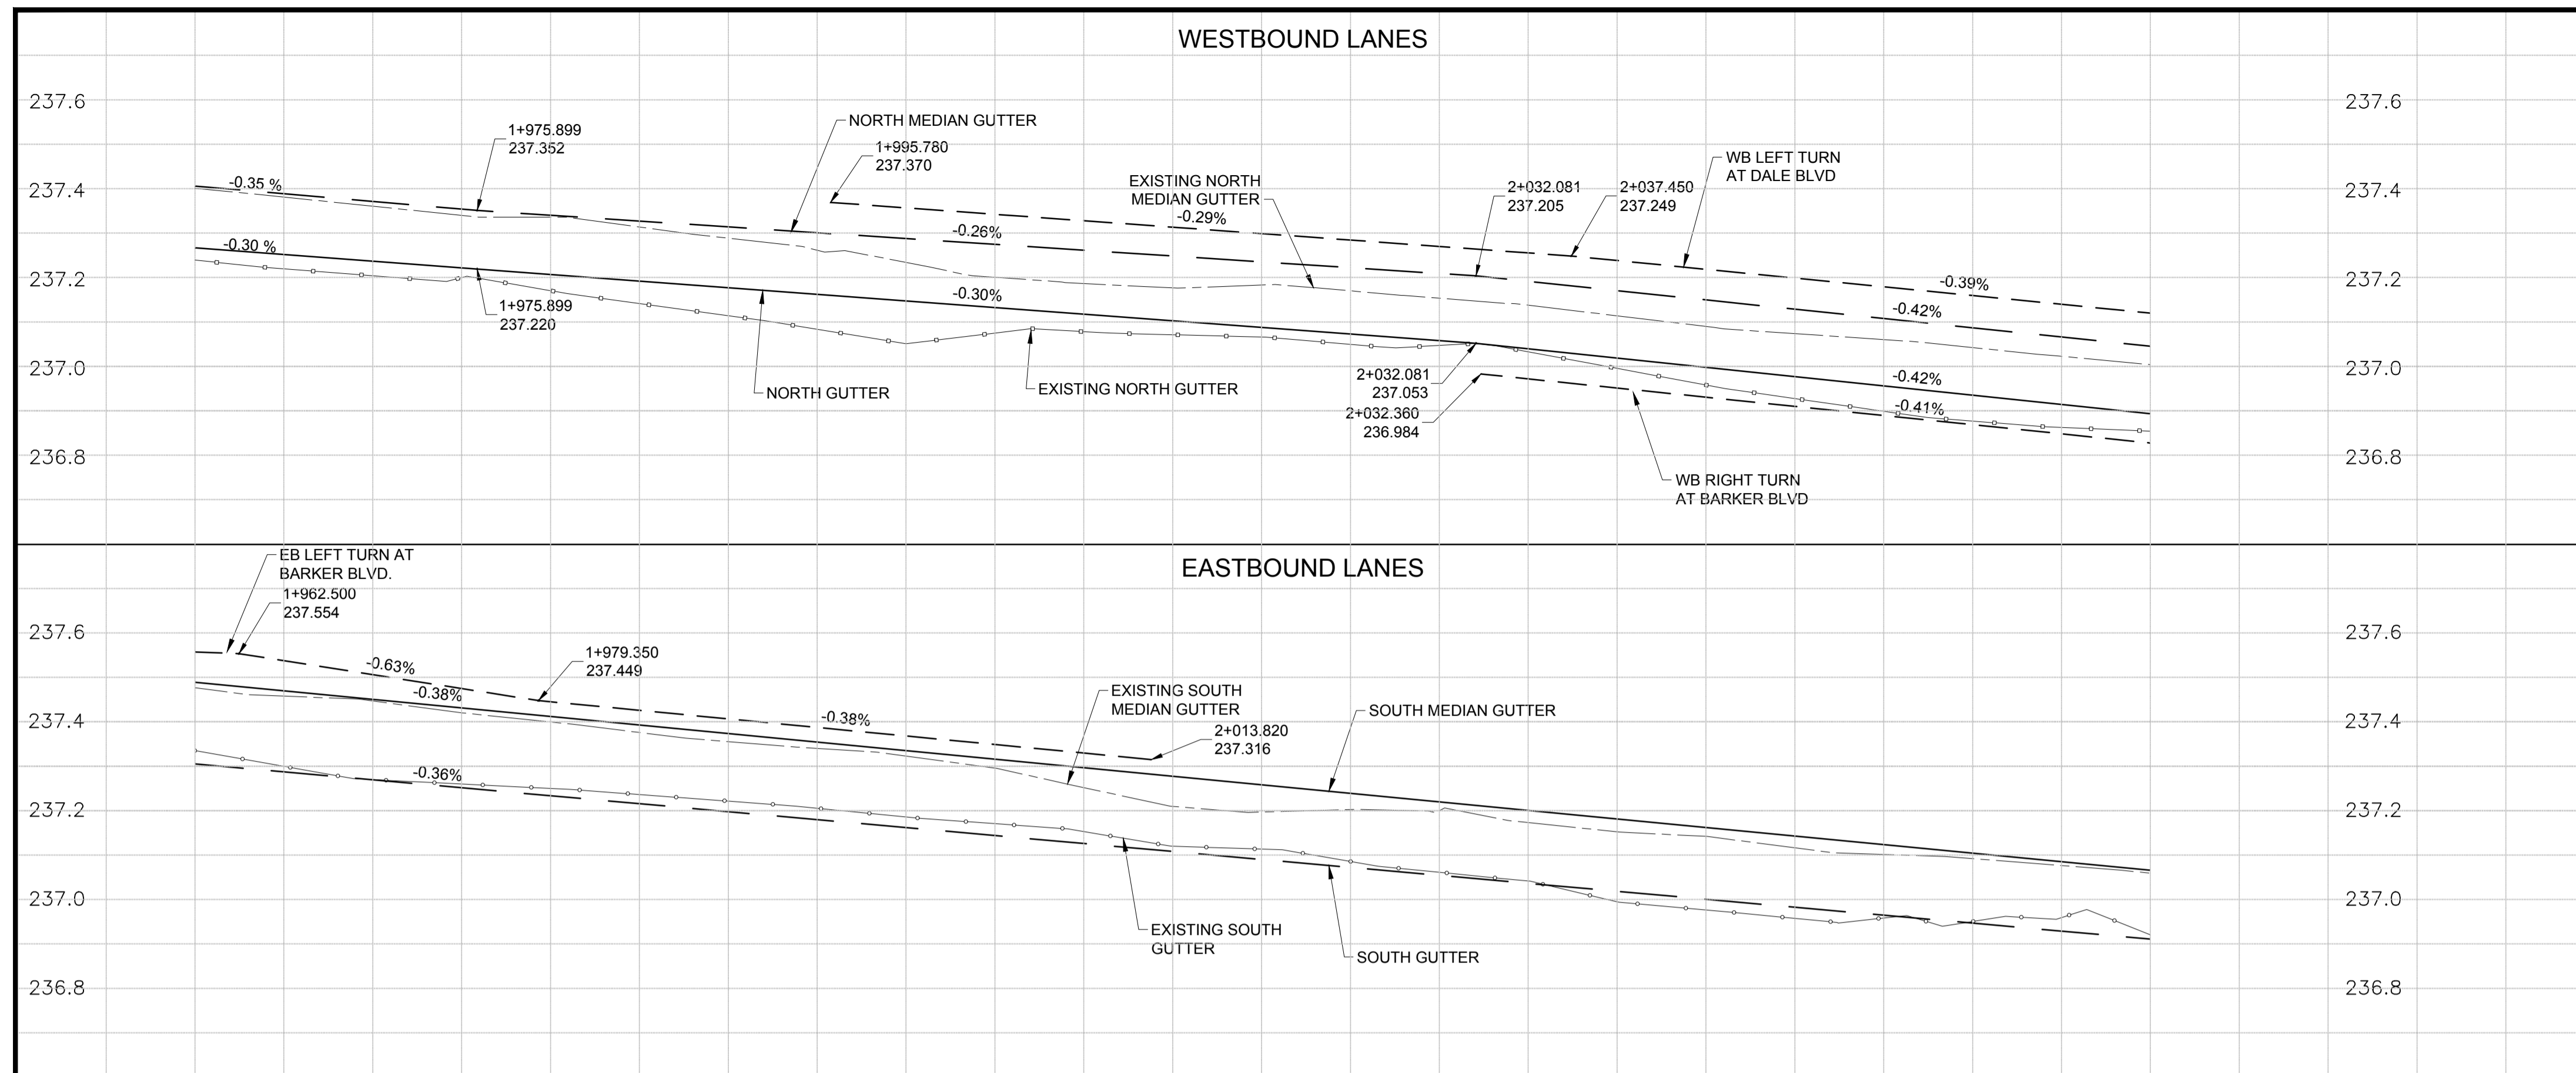 WESTBOUND LANES
237.6
237.6
1+975.899
237.352
NORTH MEDIAN GUTTER
1+995.780
237.370
WB LEFT TURN
AT DALE BLVD
EXISTING NORTH
MEDIAN GUTTER
2+032.081
237.205
2+037.450
237.249
237.4
-0.35 %
237.4
-0.29%
-0.26%
-0.30 %
237.2
237.2
-0.39%
-0.30%
1+975.899
237.220
-0.42%
237.0
237.0
NORTH GUTTER
EXISTING NORTH GUTTER
2+032.081
237.053
-0.42%
2+032.360
236.984
-0.41%
236.8
236.8
WB RIGHT TURN
AT BARKER BLVD
EB LEFT TURN AT
BARKER BLVD.
EASTBOUND LANES
1+962.500
237.554
237.6
237.6
1+979.350
237.449
-0.63%
-0.38%
EXISTING SOUTH
MEDIAN GUTTER
SOUTH MEDIAN GUTTER
237.4
-0.38%
237.4
2+013.820
237.316
-0.36%
237.2
237.2
237.0
237.0
EXISTING SOUTH
GUTTER
SOUTH GUTTER
236.8
236.8